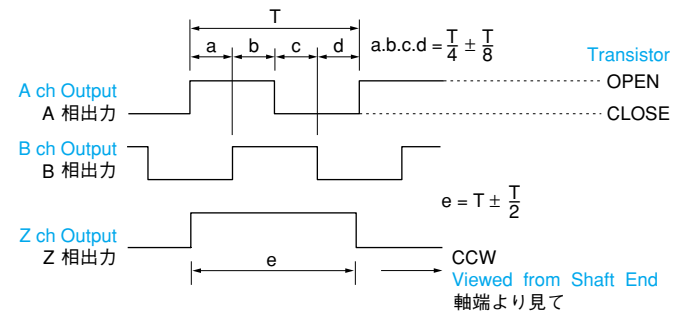 T
a b c d
a.b.c.d = T/4 ± T/8
Transistor
OPEN
A ch Output
A 相出力
CLOSE
B ch Output
B 相出力
e = T ± T/2
Z ch Output
Z 相出力
e
CCW
Viewed from Shaft End
軸端より見て